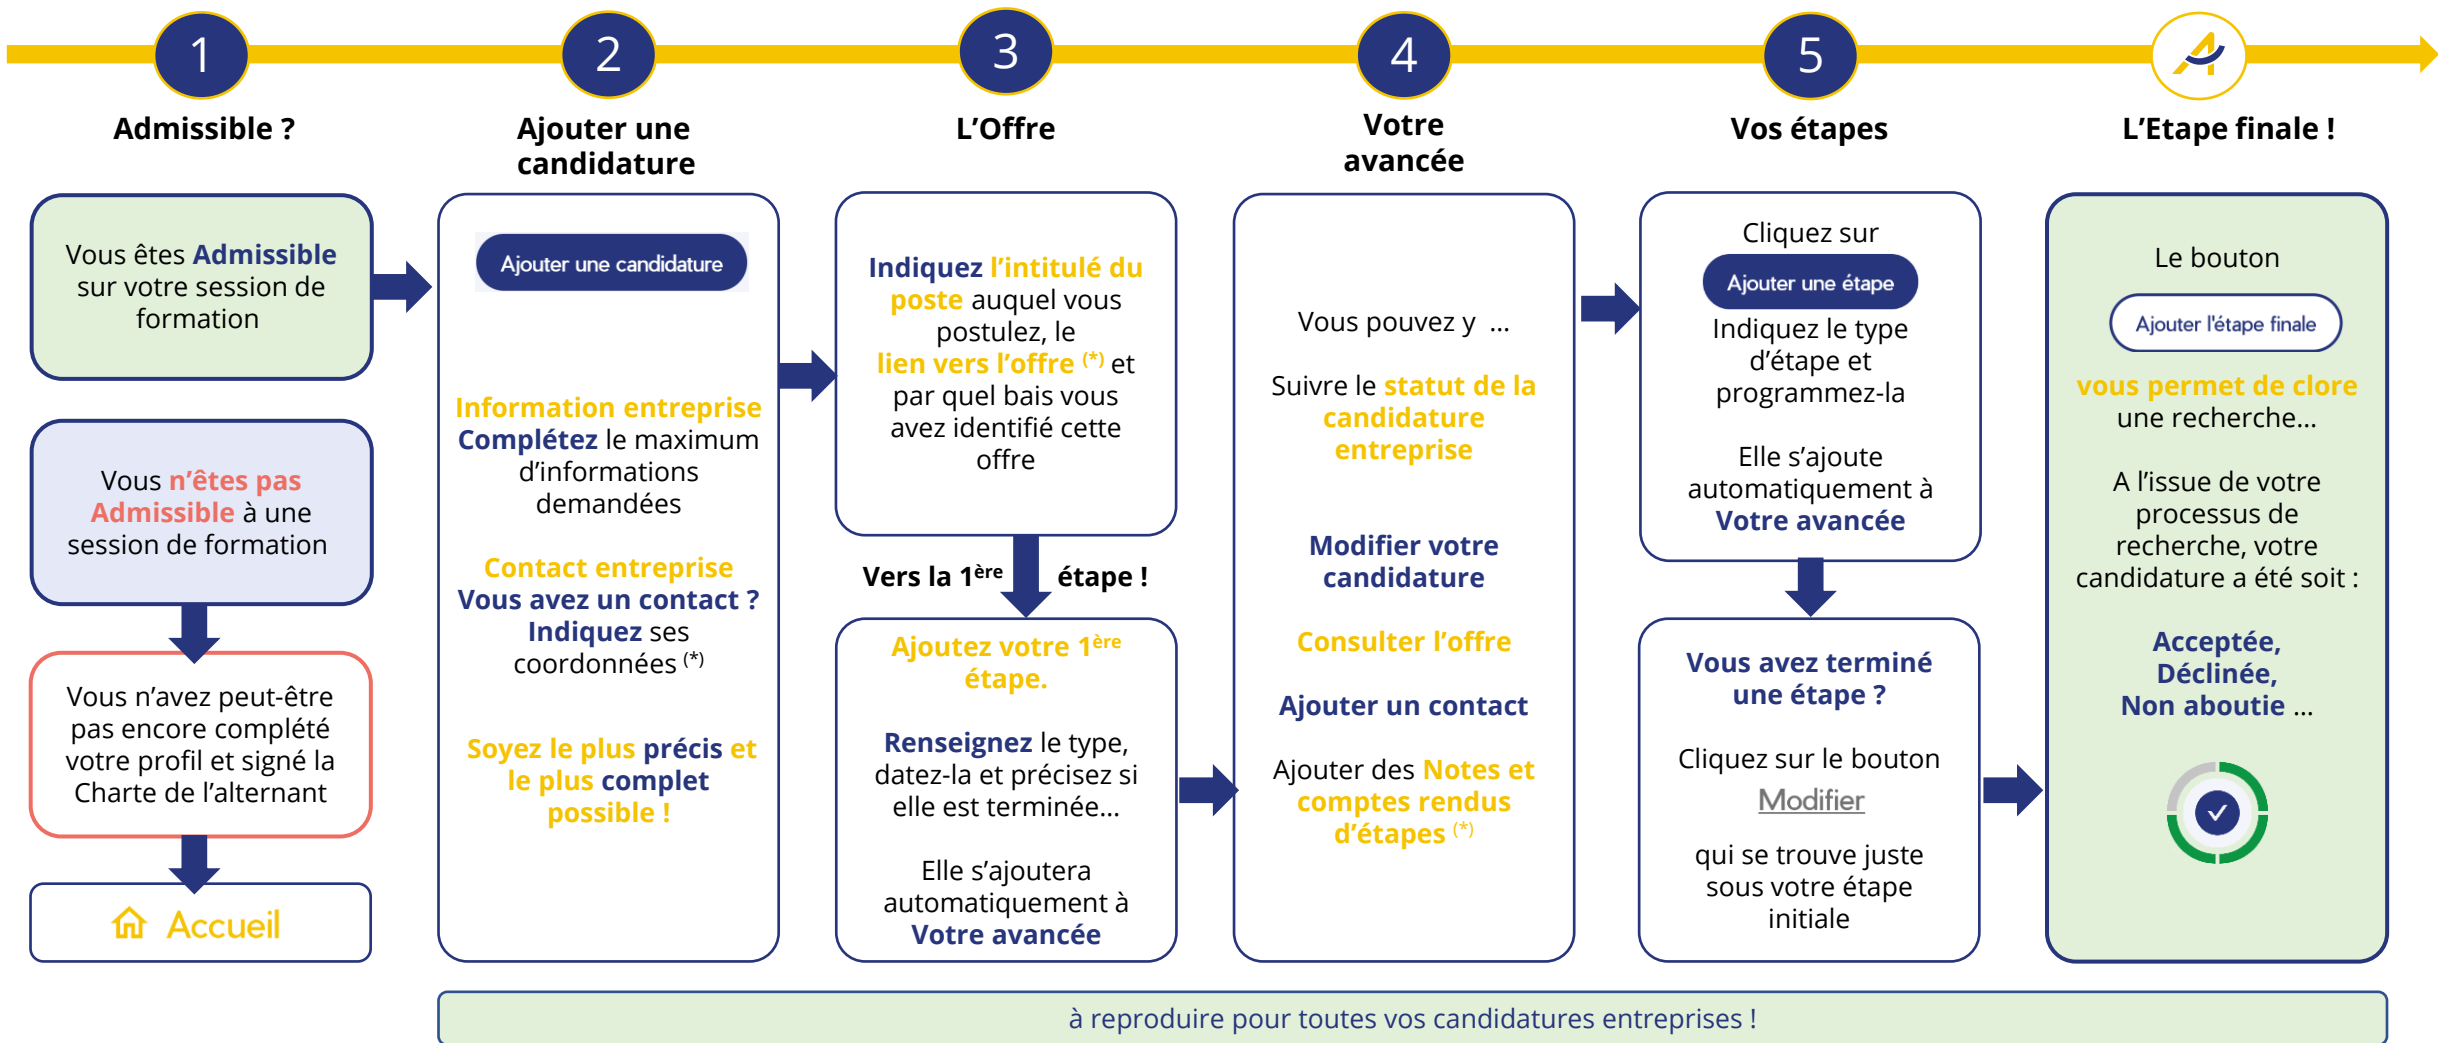 1
2
3
4
5
Admissible ?
Vous êtes Admissible
sur votre session de
formation
Vous n'êtes pas
Admissible à une
session de formation
Vous n'avez peut-être
pas encore complété
votre profil et signé la
Charte de l'alternant
Accueil
Ajouter une
candidature
Ajouter une candidature
Information entreprise
Complétez le maximum
d'informations
demandées
Contact entreprise
Vous avez un contact ?
Indiquez ses
coordonnées (*)
Soyez le plus précis et
le plus complet
possible !
L'Offre
Indiquez l'intitulé du
poste auquel vous
postulez, le
lien vers l'offre (*) et
par quel bais vous
avez identifié cette
offre
Vers la 1ère étape !
Ajoutez votre 1ère
étape.
Renseignez le type,
datez-la et précisez si
elle est terminée...
Elle s'ajoutera
automatiquement à
Votre avancée
Votre
avancée
Vous pouvez y ...
Suivre le statut de la
candidature
entreprise
Modifier votre
candidature
Consulter l'offre
Ajouter un contact
Ajouter des Notes et
comptes rendus
d'étapes (*)
Vos étapes
Cliquez sur
Ajouter une étape
Indiquez le type
d'étape et
programmez-la
Elle s'ajoute
automatiquement à
Votre avancée
Vous avez terminé
une étape ?
Cliquez sur le bouton
Modifier
qui se trouve juste
sous votre étape
initiale
L'Etape finale !
Le bouton
Ajouter l'étape finale
vous permet de clore
une recherche...
A l'issue de votre
processus de
recherche, votre
candidature a été soit :
Acceptée,
Déclinée,
Non aboutie ...
à reproduire pour toutes vos candidatures entreprises !